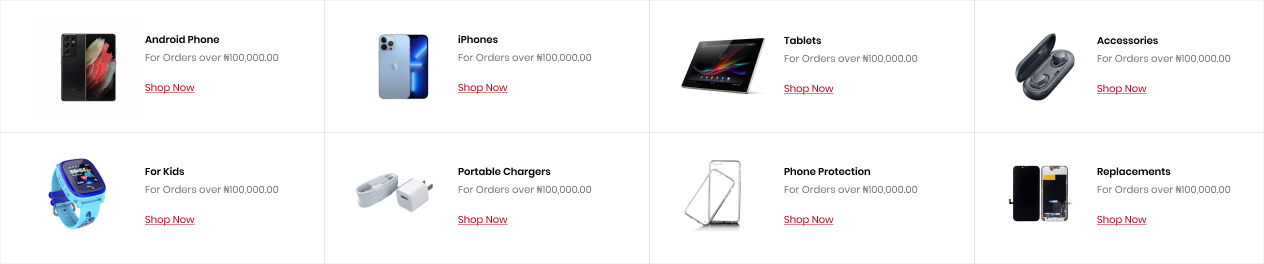 Android Phone
For Orders over ₦100,000.00
Shop Now
iPhones
For Orders over ₦100,000.00
Shop Now
Tablets
For Orders over ₦100,000.00
Shop Now
Accessories
For Orders over ₦100,000.00
Shop Now
For Kids
For Orders over ₦100,000.00
Shop Now
Portable Chargers
For Orders over ₦100,000.00
Shop Now
Phone Protection
For Orders over ₦100,000.00
Shop Now
Replacements
For Orders over ₦100,000.00
Shop Now